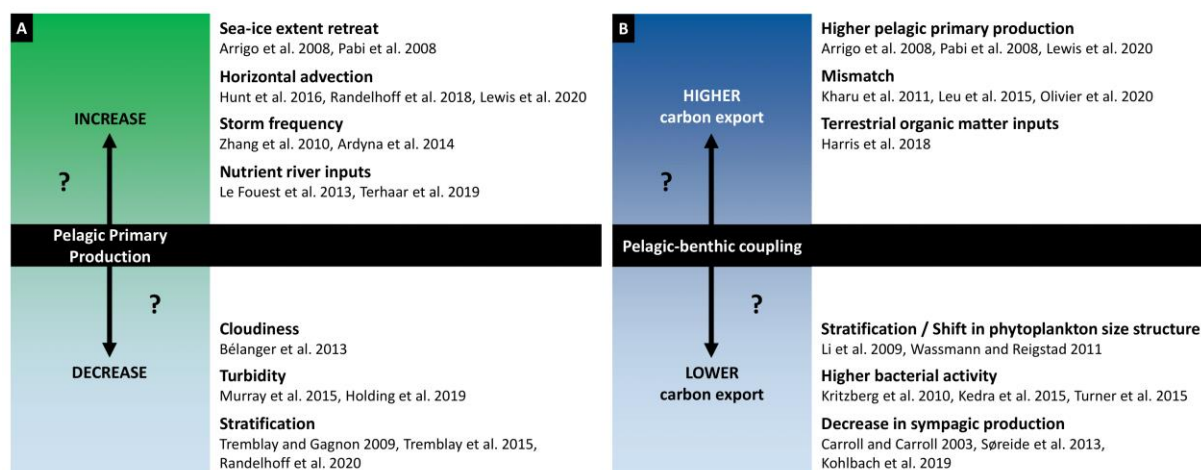 A
Sea-ice extent retreat
Arrigo et al. 2008, Pabi et al. 2008
Horizontal advection
Hunt et al. 2016, Randelhoff et al. 2018, Lewis et al. 2020
INCREASE
Storm frequency
Zhang et al. 2010, Ardyna et al. 2014
?
Nutrient river inputs
Le Fouest et al. 2013, Terhaar et al. 2019
Pelagic Primary
Production
?
Cloudiness
Bélanger et al. 2013
DECREASE
Turbidity
Murray et al. 2015, Holding et al. 2019
Stratification
Tremblay and Gagnon 2009, Tremblay et al. 2015,
Randelhoff et al. 2020
B
Higher pelagic primary production
Arrigo et al. 2008, Pabi et al. 2008, Lewis et al. 2020
Mismatch
Kharu et al. 2011, Leu et al. 2015, Olivier et al. 2020
HIGHER
carbon export
Terrestrial organic matter inputs
Harris et al. 2018
?
Pelagic-benthic coupling
?
Stratification / Shift in phytoplankton size structure
Li et al. 2009, Wassmann and Reigstad 2011
LOWER
carbon export
Higher bacterial activity
Kritzberg et al. 2010, Kedra et al. 2015, Turner et al. 2015
Decrease in sympagic production
Carroll and Carroll 2003, Søreide et al. 2013,
Kohlbach et al. 2019